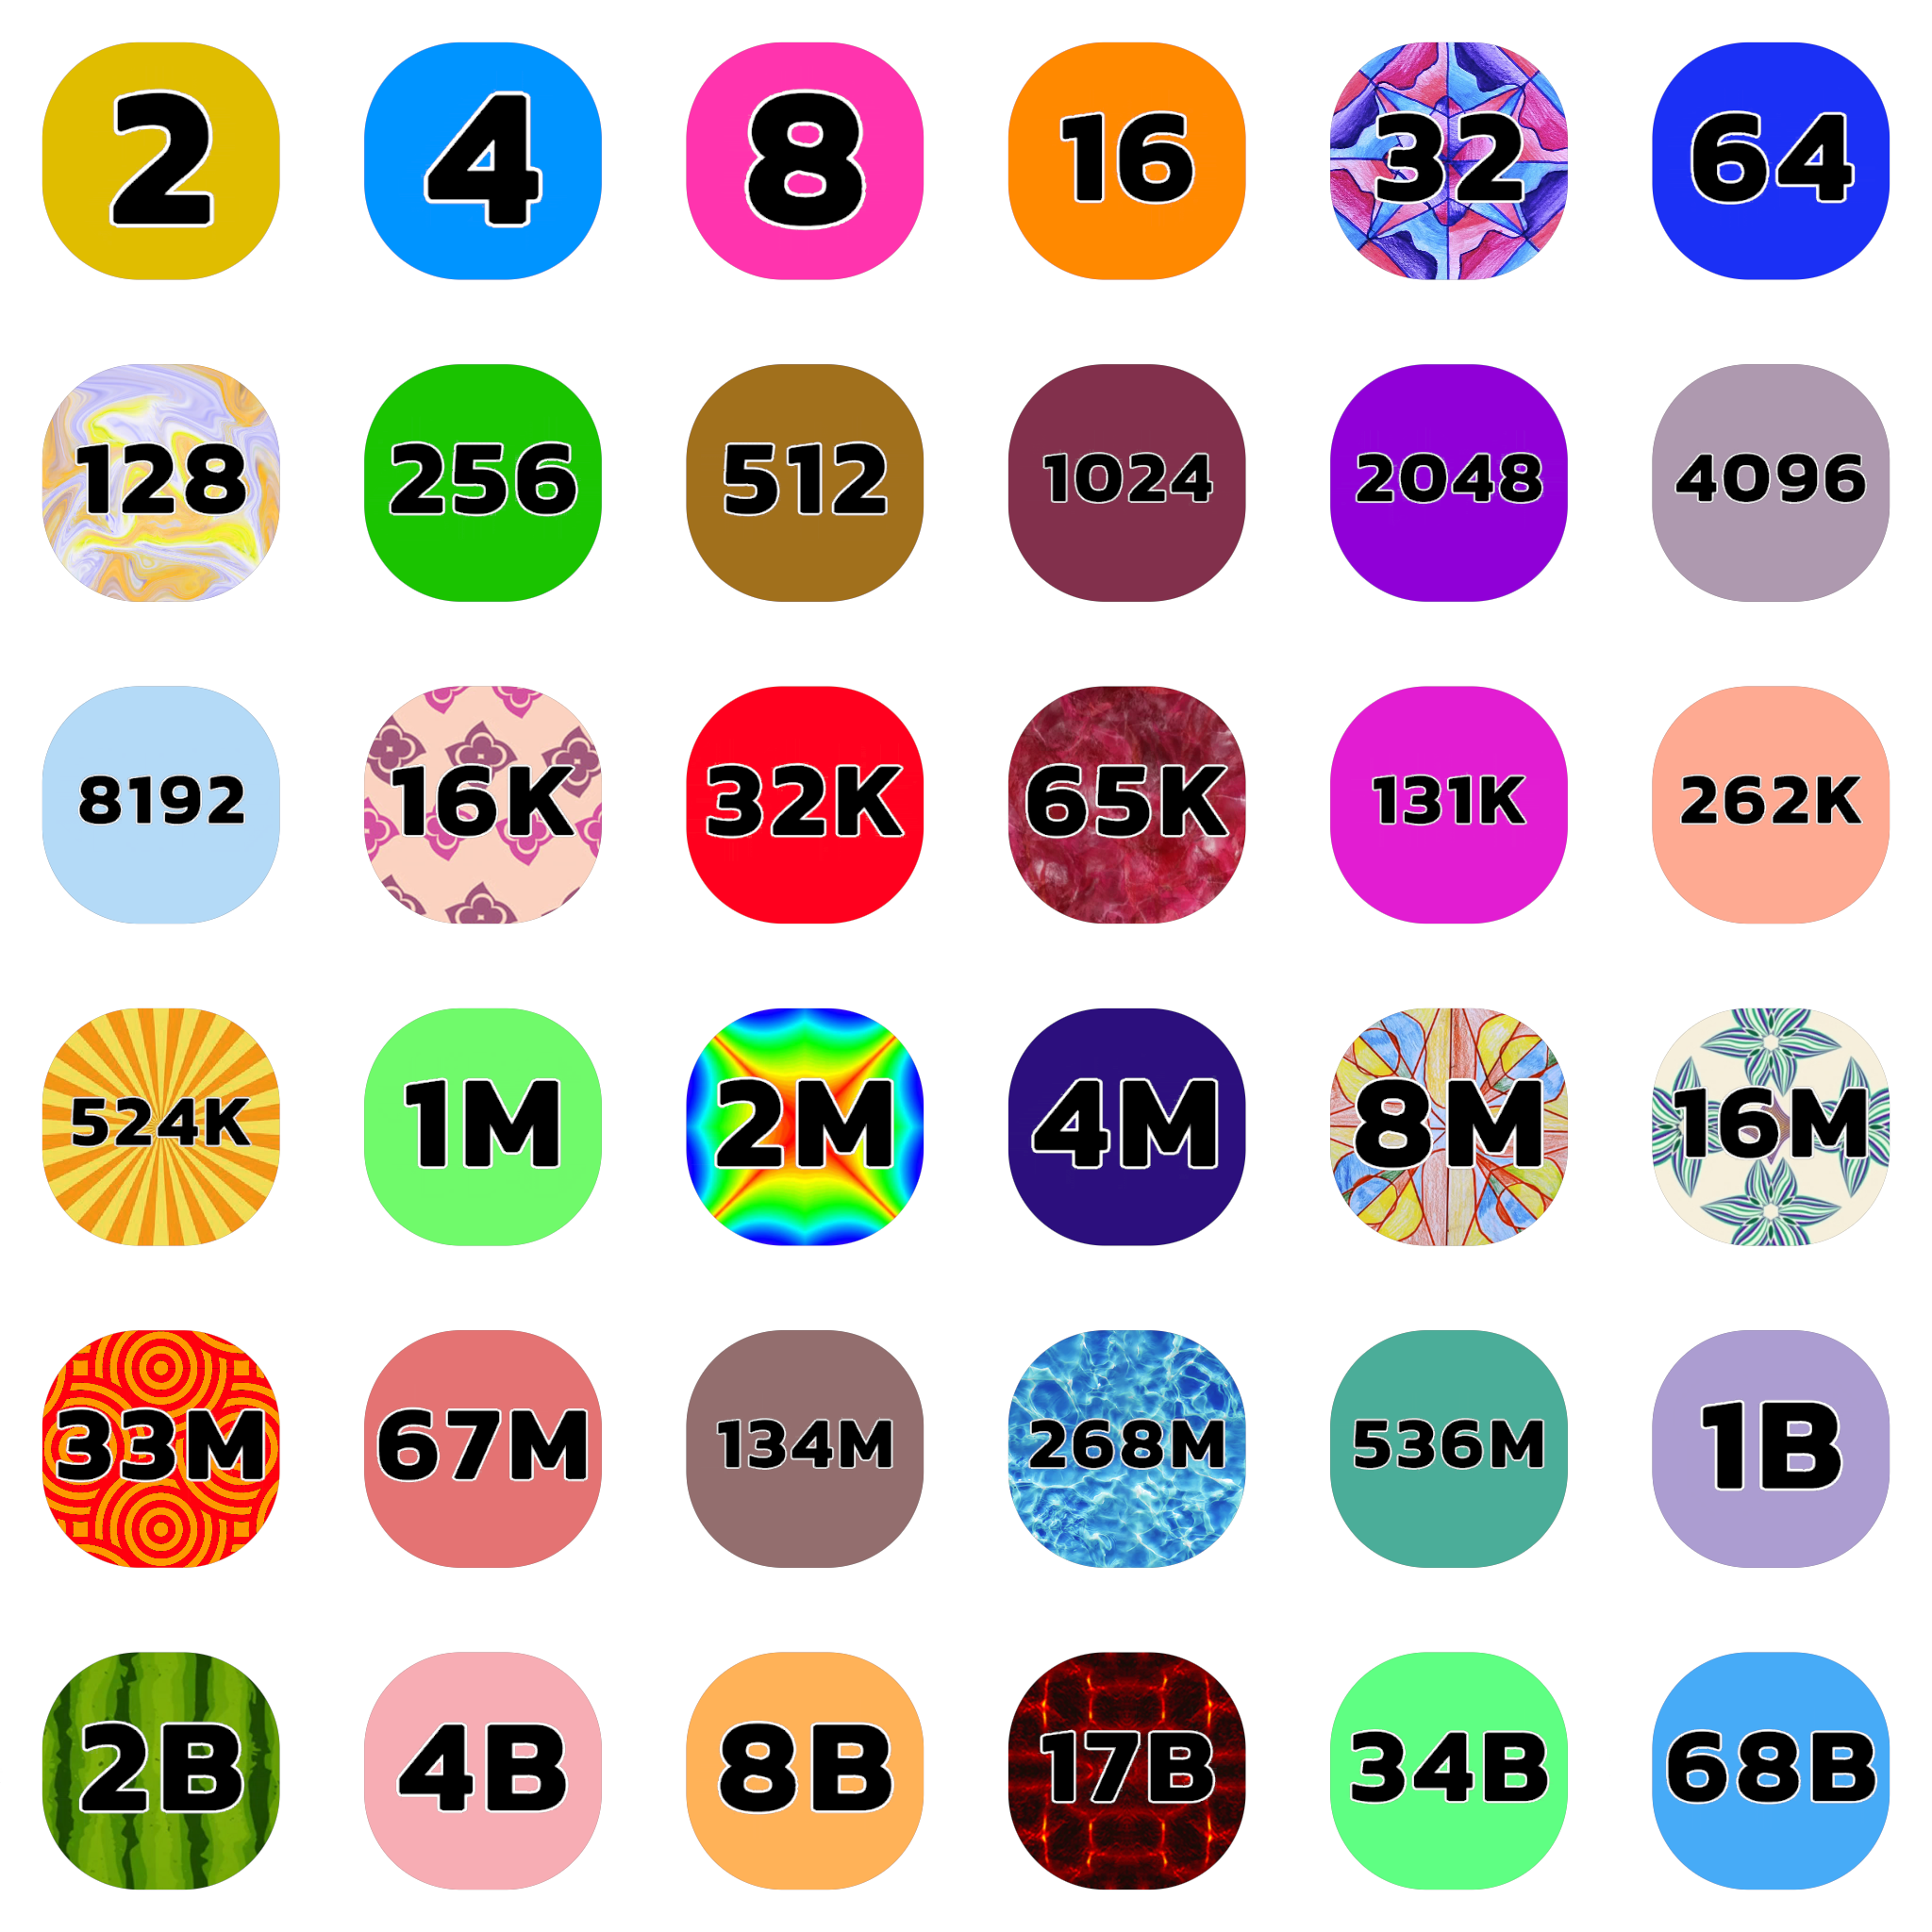 2 4 8 16 32 64
128 256 512 1024 2048 4096
8192 16K 32K 65K 131K 262K
524K 1M 2M 4M 8M 16M
33M 67M 134M 268M 536M 1B
2B 4B 8B 17B 34B 68B